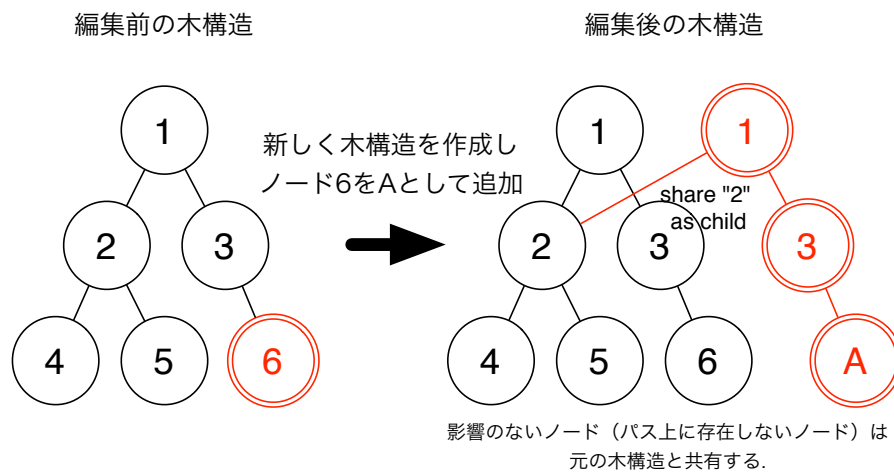 編集前の木構造
編集後の木構造
1
2
3
4
5
6
新しく木構造を作成し
ノード6をAとして追加
1
1
share "2"
as child
2
3
3
4
5
6
A
影響のないノード（パス上に存在しないノード）は
元の木構造と共有する.